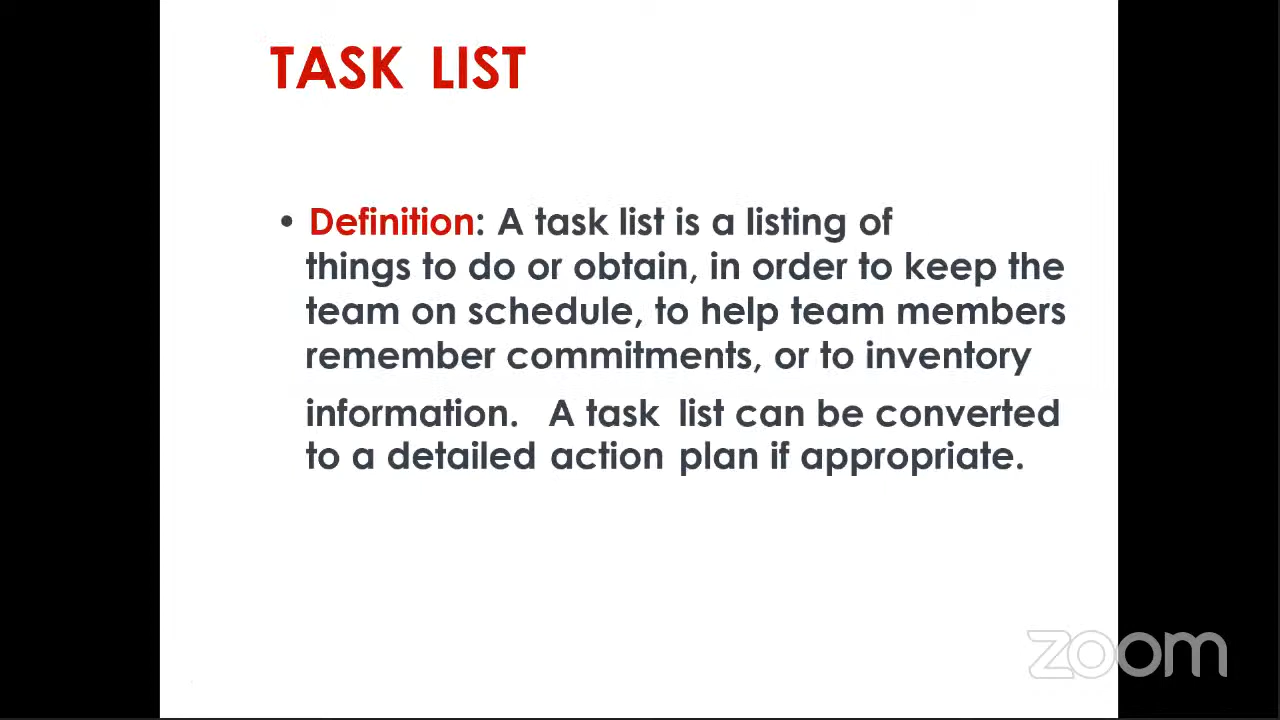 TASK LIST
• Definition: A task list is a listing of
things to do or obtain, in order to keep the
team on schedule, to help team members
remember commitments, or to inventory
information. A task list can be converted
to a detailed action plan if appropriate.
zoom